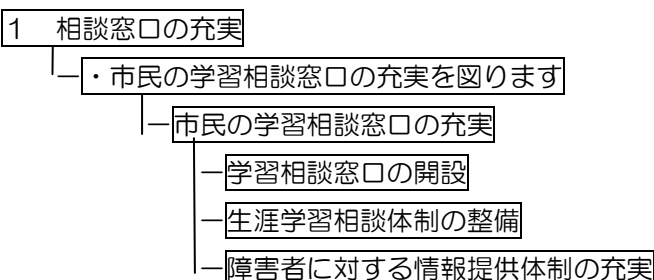 １　相談窓口の充実
・市民の学習相談窓口の充実を図ります
市民の学習相談窓口の充実
学習相談窓口の開設
生涯学習相談体制の整備
障害者に対する情報提供体制の充実